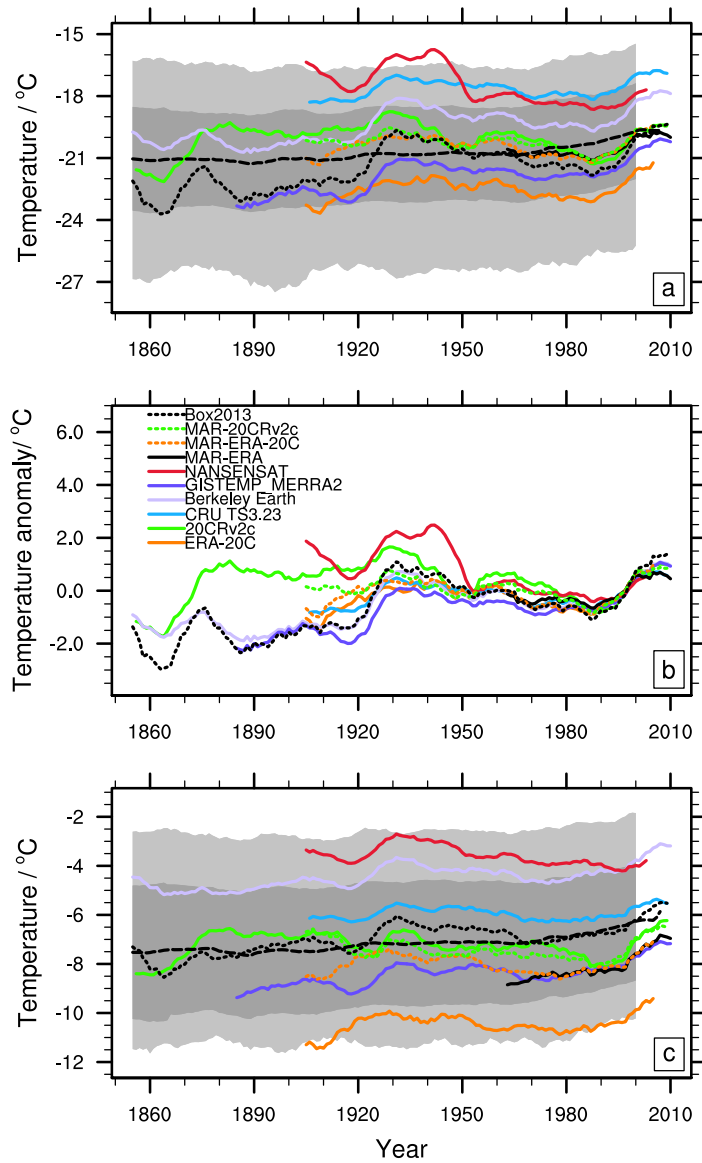 -15
-18
-21
-24
-27
Temperature / °C
a
1860 1890 1920 1950 1980 2010
6.0
4.0
2.0
0.0
-2.0
Temperature anomaly/ °C
Box2013
MAR-20CRv2c
MAR-ERA-20C
MAR-ERA
NANSENSAT
GISTEMP_MERRA2
Berkeley Earth
CRU TS3.23
20CRv2c
ERA-20C
b
1860 1890 1920 1950 1980 2010
-2
-4
-6
-8
-10
-12
Temperature / °C
c
1860 1890 1920 1950 1980 2010
Year